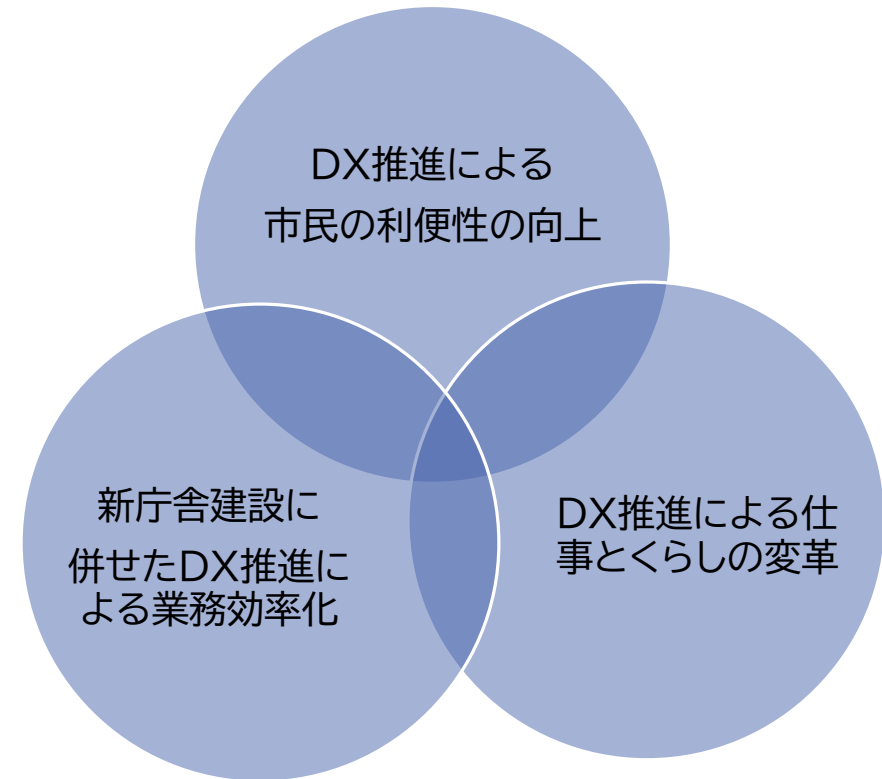 DX推進による
市民の利便性の向上
新庁舎建設に
併せたDX推進に
よる業務効率化
DX推進による仕
事とくらしの変革